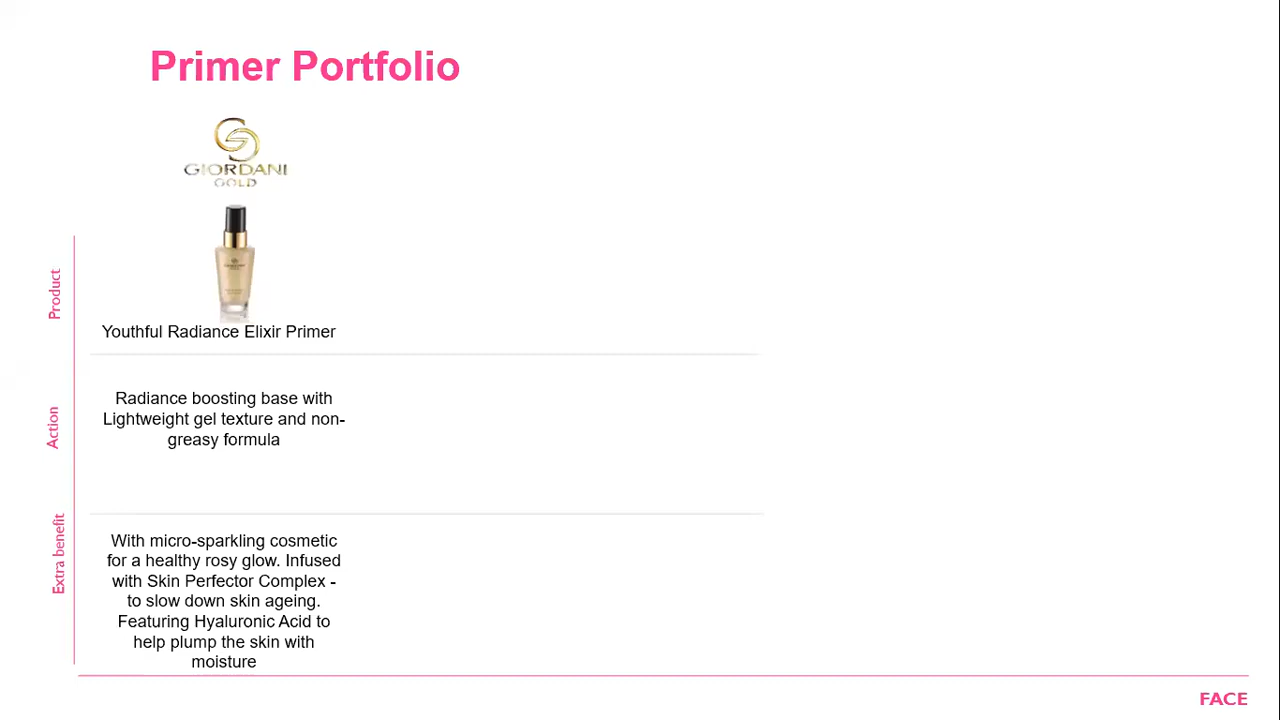 Primer Portfolio
GIORDANI
GOLD
Product
Youthful Radiance Elixir Primer
Action
Radiance boosting base with
Lightweight gel texture and non-
greasy formula
Extra benefit
With micro-sparkling cosmetic
for a healthy rosy glow. Infused
with Skin Perfector Complex -
to slow down skin ageing.
Featuring Hyaluronic Acid to
help plump the skin with
moisture
FACE